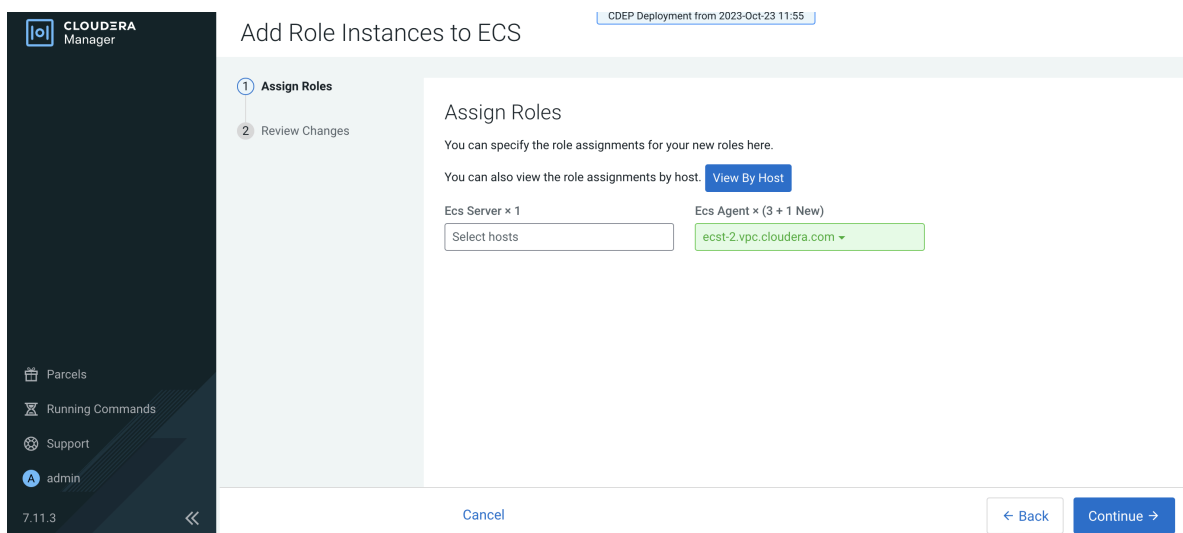 CLOUDERA
Manager
Add Role Instances to ECS
CDEP Deployment from 2023-Oct-23 11:55
1 Assign Roles
2 Review Changes
Assign Roles
You can specify the role assignments for your new roles here.
You can also view the role assignments by host. View By Host
Ecs Server × 1
Select hosts
Ecs Agent × (3 + 1 New)
ecst-2.vpc.cloudera.com
Parcels
Running Commands
Support
A admin
7.11.3
Cancel
← Back
Continue →